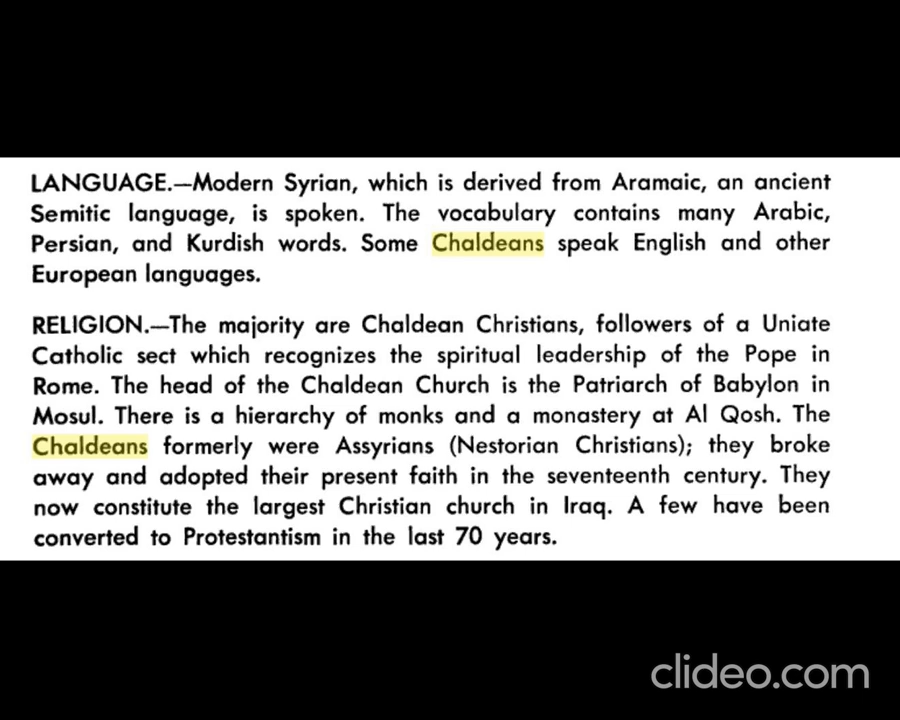 LANGUAGE.—Modern Syrian, which is derived from Aramaic, an ancient
Semitic language, is spoken. The vocabulary contains many Arabic,
Persian, and Kurdish words. Some Chaldeans speak English and other
European languages.
RELIGION.—The majority are Chaldean Christians, followers of a Uniate
Catholic sect which recognizes the spiritual leadership of the Pope in
Rome. The head of the Chaldean Church is the Patriarch of Babylon in
Mosul. There is a hierarchy of monks and a monastery at Al Qosh. The
Chaldeans formerly were Assyrians (Nestorian Christians); they broke
away and adopted their present faith in the seventeenth century. They
now constitute the largest Christian church in Iraq. A few have been
converted to Protestantism in the last 70 years.
clideo.com